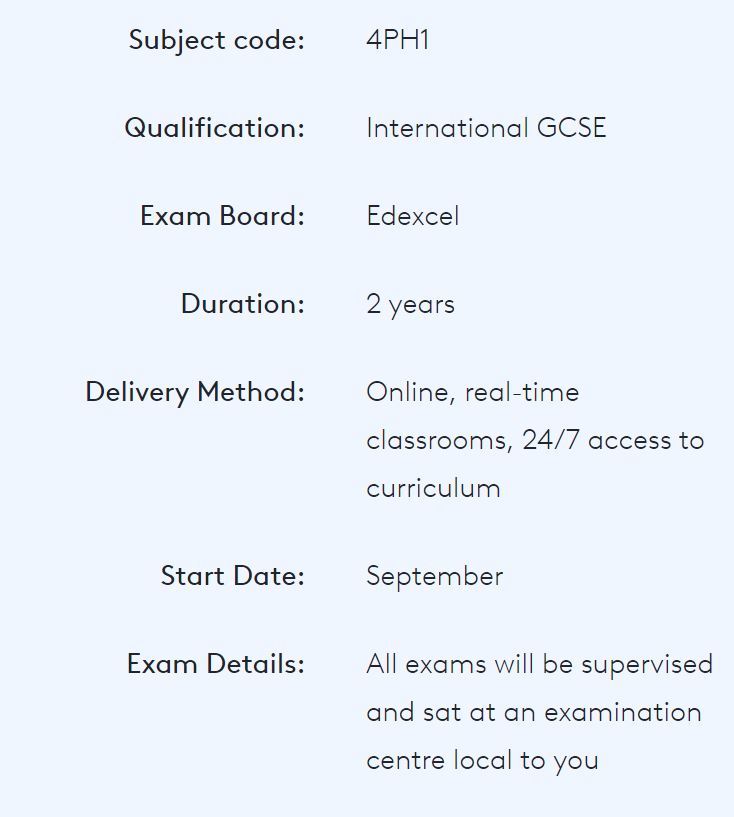 Subject code: 4PH1
Qualification: International GCSE
Exam Board: Edexcel
Duration: 2 years
Delivery Method: Online, real-time
classrooms, 24/7 access to
curriculum
Start Date: September
Exam Details: All exams will be supervised
and sat at an examination
centre local to you